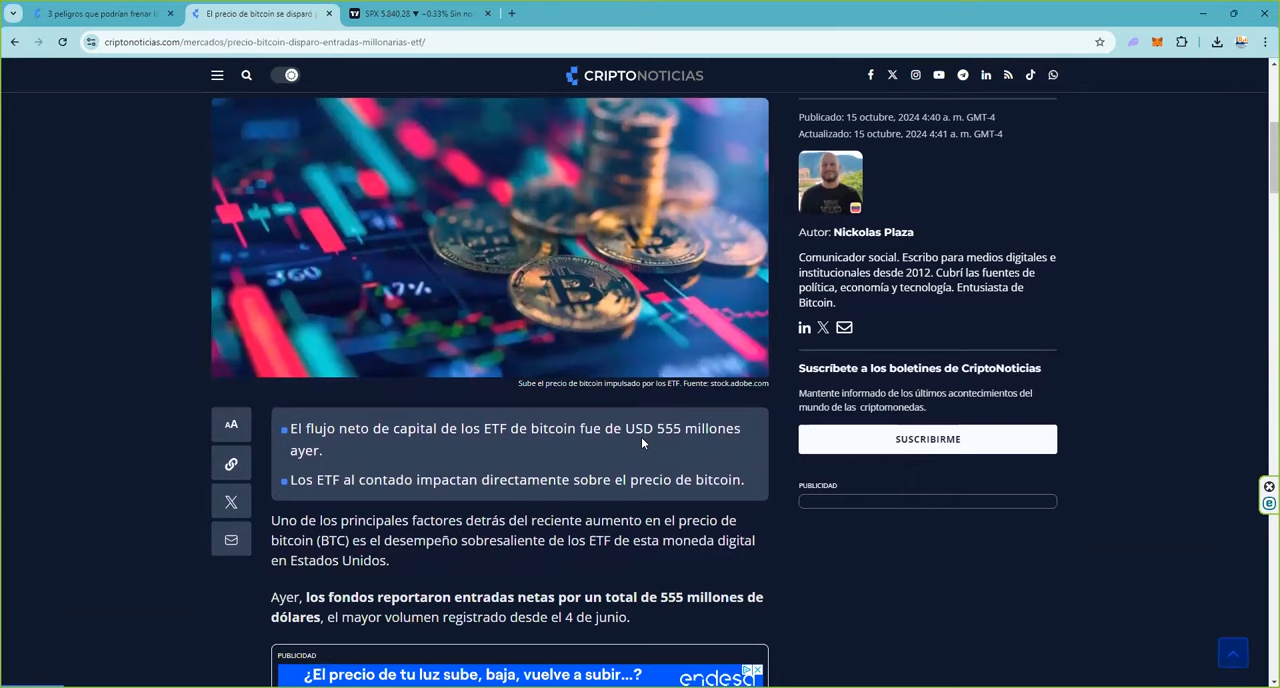 3 peligros que podrían frenar l
El precio de bitcoin se disparó
SPX 5.840,28 ▼ −0.33% Sin no
criptonoticias.com/mercados/precio-bitcoin-disparo-entradas-millonarias-etf/
CRIPTONOTICIAS
Publicado: 15 octubre, 2024 4:40 a. m. GMT-4
Actualizado: 15 octubre, 2024 4:41 a. m. GMT-4
Autor: Nickolas Plaza
Comunicador social. Escribo para medios digitales e
institucionales desde 2012. Cubrí las fuentes de
política, economía y tecnología. Entusiasta de
Bitcoin.
Suscríbete a los boletines de CriptoNoticias
Mantente informado de los últimos acontecimientos del
mundo de las criptomonedas.
SUSCRIBIRME
PUBLICIDAD
360
Sube el precio de bitcoin impulsado por los ETF. Fuente: stock.adobe.com
AA
El flujo neto de capital de los ETF de bitcoin fue de USD 555 millones
ayer.
Los ETF al contado impactan directamente sobre el precio de bitcoin.
Uno de los principales factores detrás del reciente aumento en el precio de
bitcoin (BTC) es el desempeño sobresaliente de los ETF de esta moneda digital
en Estados Unidos.
Ayer, los fondos reportaron entradas netas por un total de 555 millones de
dólares, el mayor volumen registrado desde el 4 de junio.
PUBLICIDAD
¿El precio de tu luz sube, baja, vuelve a subir...?
endesa